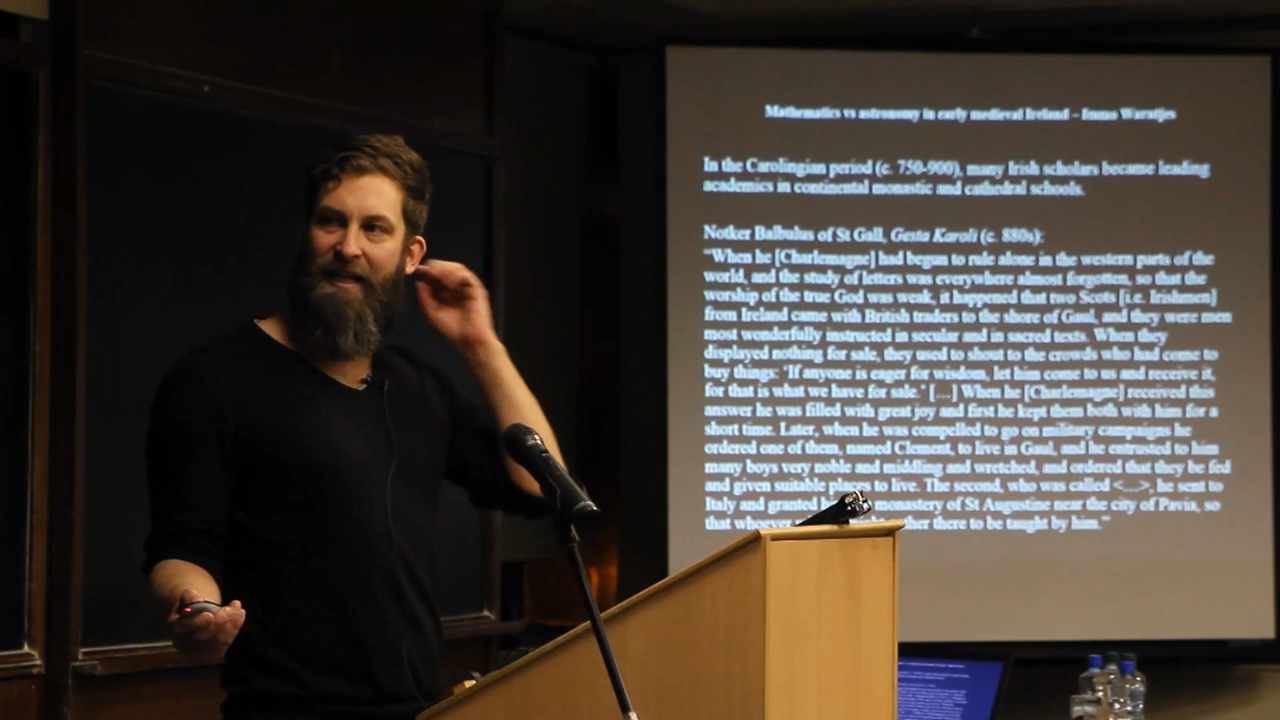 Mathematics vs astronomy in early medieval Ireland – Immo Warntjes
In the Carolingian period (c. 750-900), many Irish scholars became leading
academics in continental monastic and cathedral schools.
Notker Balbulus of St Gall, Gesta Karoli (c. 880s):
“When he [Charlemagne] had begun to rule alone in the western parts of the
world, and the study of letters was everywhere almost forgotten, so that the
worship of the true God was weak, it happened that two Scots [i.e. Irishmen]
from Ireland came with British traders to the shore of Gaul, and they were men
most wonderfully instructed in secular and in sacred texts. When they
displayed nothing for sale, they used to shout to the crowds who had come to
buy things: ‘If anyone is eager for wisdom, let him come to us and receive it,
for that is what we have for sale.’ […] When he [Charlemagne] received this
answer he was filled with great joy and first he kept them both with him for a
short time. Later, when he was compelled to go on military campaigns he
ordered one of them, named Clement, to live in Gaul, and he entrusted to him
many boys very noble and middling and wretched, and ordered that they be fed
and given suitable places to live. The second, who was called <...>, he sent to
Italy and granted monastery of St Augustine near the city of Pavia, so
that whoever there to be taught by him.”